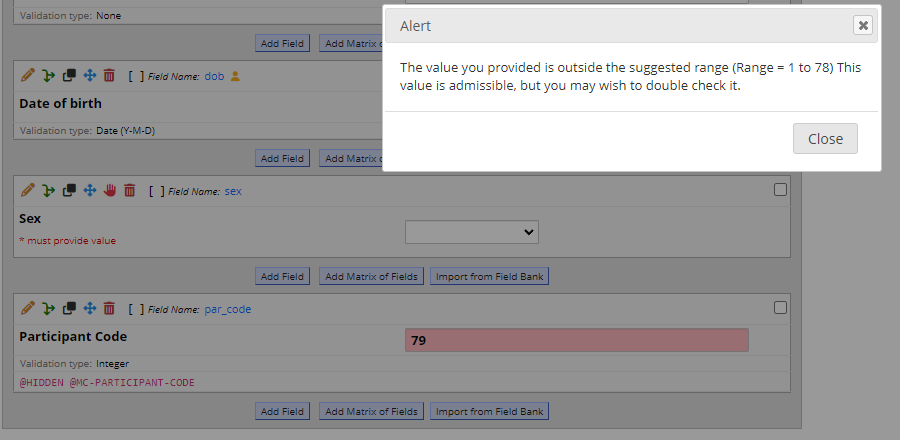 Validation type: None
Add Field
Add Matrix o
Alert
The value you provided is outside the suggested range (Range = 1 to 78) This
value is admissible, but you may wish to double check it.
Close
[ ] Field Name: dob
Date of birth
Validation type: Date (Y-M-D)
Add Field
Add Matrix o
[ ] Field Name: sex
Sex
* must provide value
Add Field
Add Matrix of Fields
Import from Field Bank
[ ] Field Name: par_code
Participant Code
79
Validation type: Integer
@HIDDEN @MC-PARTICIPANT-CODE
Add Field
Add Matrix of Fields
Import from Field Bank